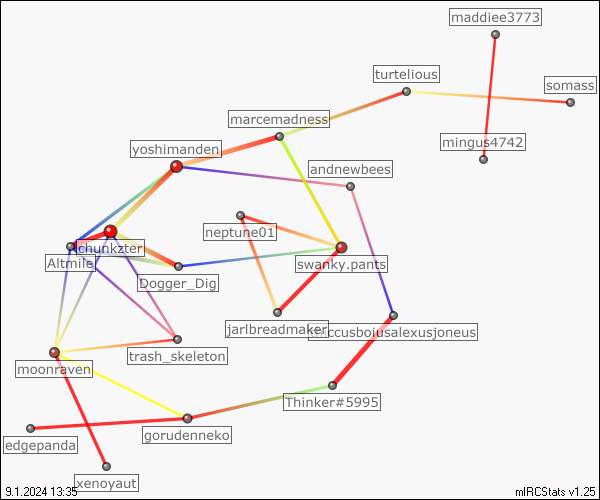 maddiee3773
turtelious
somass
marcemadness
mingus4742
yoshimanden
andnewbees
neptune01
chunkzter
Altmile
swanky.pants
Dogger_Dig
jarlbreadmaker
trash_skeleton
moonraven
Thinker#5995
gorudenneko
edgepanda
xenoyaut
9.1.2024 13:35
mIRCStats v1.25